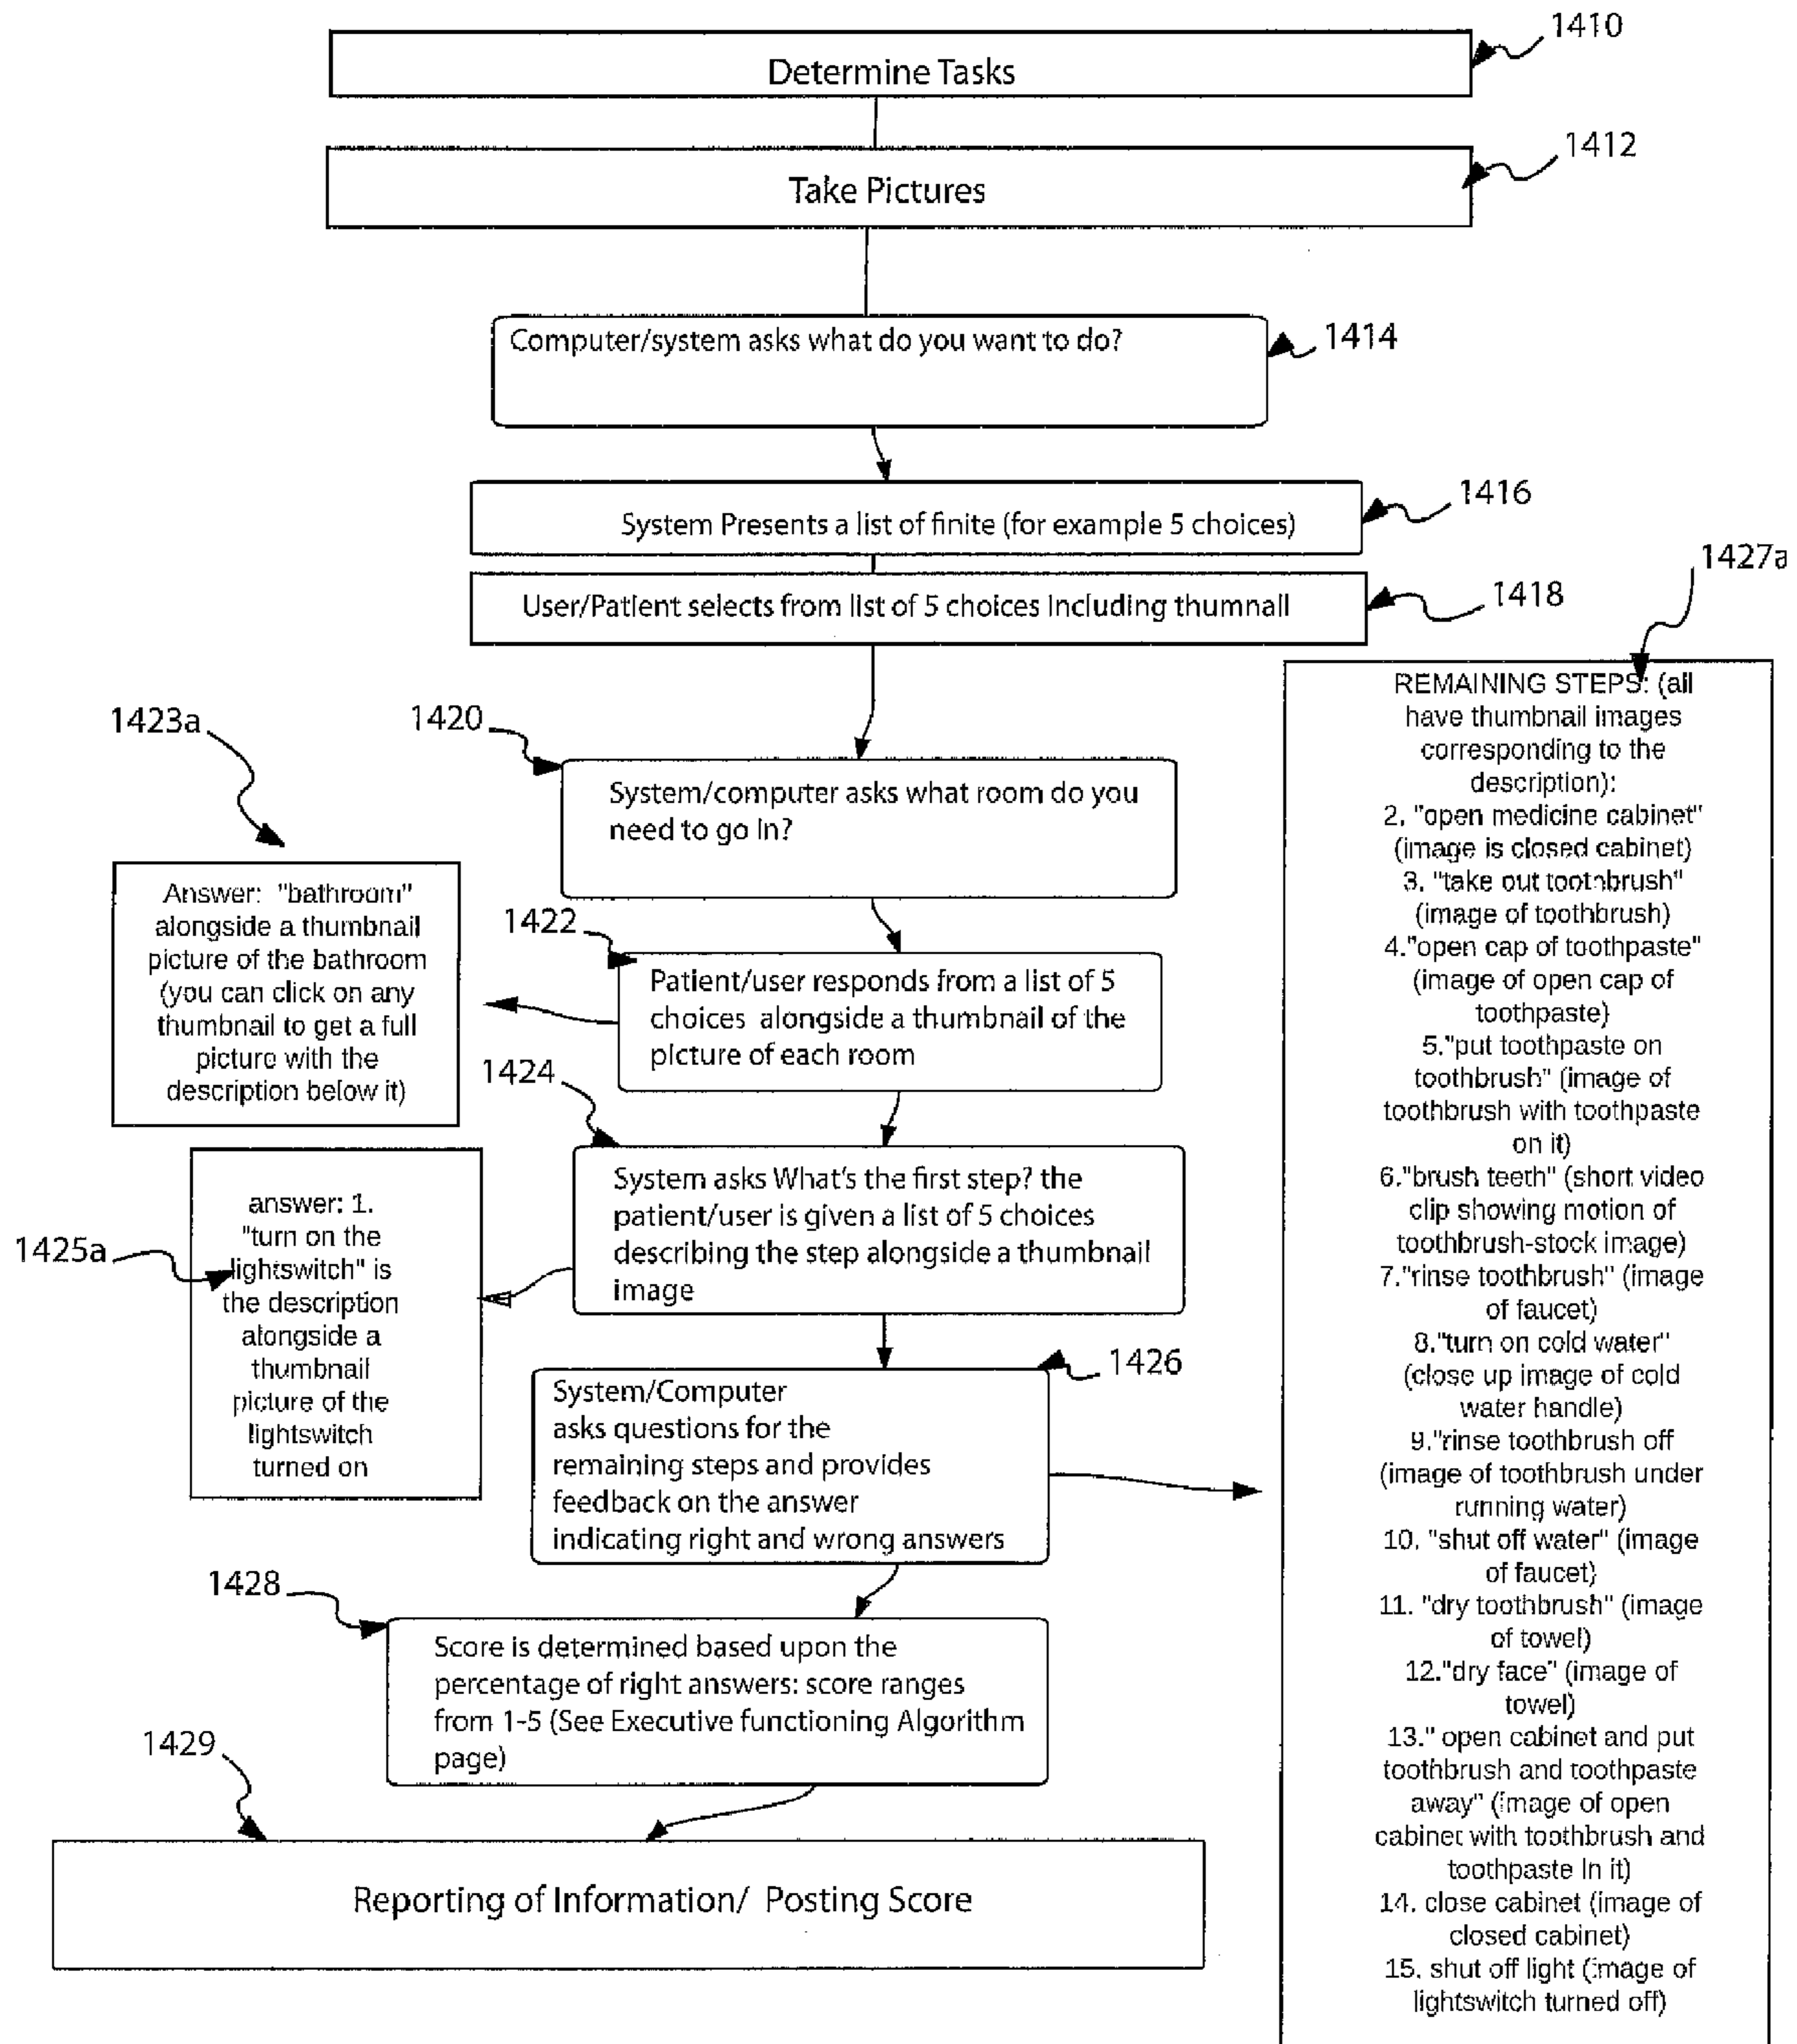 1410
Determine Tasks
1412
Take Pictures
Computer/system asks what do you want to do?
1414
1416
System Presents a list of finite (for example 5 choices)
1418
User/Patient selects from list of 5 choices Including thumnail
1420
System/computer asks what room do you
need to go In?
1423a
Answer: "bathroom"
alongside a thumbnail
picture of the bathroom
(you can click on any
thumbnail to get a full
picture with the
description below it)
1422
Patient/user responds from a list of 5
choices alongside a thumbnail of the
picture of each room
1424
System asks What's the first step? the
patient/user is given a list of 5 choices
describing the step alongside a thumbnail
image
1425a
answer: 1.
"turn on the
lightswitch" is
the description
alongside a
thumbnail
picture of the
lightswitch
turned on
1426
System/Computer
asks questions for the
remaining steps and provides
feedback on the answer
indicating right and wrong answers
1427a
REMAINING STEPS: (all
have thumbnail images
corresponding to the
description):
2. "open medicine cabinet"
(image is closed cabinet)
3. "take out toothbrush"
(image of toothbrush)
4."open cap of toothpaste"
(image of open cap of
toothpaste)
5."put toothpaste on
toothbrush" (image of
toothbrush with toothpaste
on it)
6."brush teeth" (short video
clip showing motion of
toothbrush-stock image)
7."rinse toothbrush" (image
of faucet)
8."turn on cold water"
(close up image of cold
water handle)
9."rinse toothbrush off
(image of toothbrush under
running water)
10. "shut off water" (image
of faucet)
11. "dry toothbrush" (image
of towel)
12."dry face" (image of
towel)
13." open cabinet and put
toothbrush and toothpaste
away" (image of open
cabinet with toothbrush and
toothpaste In it)
14. close cabinet (image of
closed cabinet)
15. shut off light (image of
lightswitch turned off)
1428
Score is determined based upon the
percentage of right answers: score ranges
from 1-5 (See Executive functioning Algorithm
page)
1429
Reporting of Information/ Posting Score